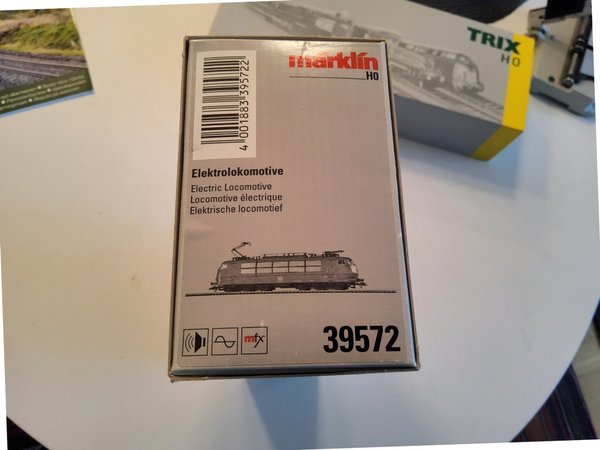 märklin
H0
4 001883 395722
Elektrolokomotive
Electric Locomotive
Locomotive électrique
Elektrische locomotief
mfx
39572
TRIX
H0